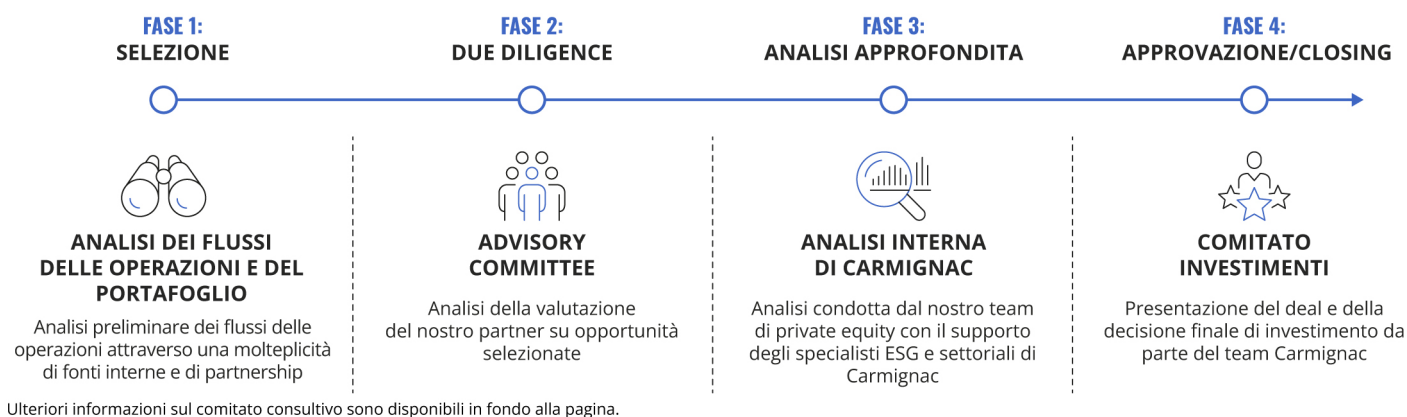 FASE 1:
SELEZIONE
FASE 2:
DUE DILIGENCE
FASE 3:
ANALISI APPROFONDITA
FASE 4:
APPROVAZIONE/CLOSING
ANALISI DEI FLUSSI
DELLE OPERAZIONI E DEL
PORTAFOGLIO
Analisi preliminare dei flussi delle
operazioni attraverso una molteplicità
di fonti interne e di partnership
ADVISORY
COMMITTEE
Analisi della valutazione
del nostro partner su opportunità
selezionate
ANALISI INTERNA
DI CARMIGNAC
Analisi condotta dal nostro team
di private equity con il supporto
degli specialisti ESG e settoriali di
Carmignac
COMITATO
INVESTIMENTI
Presentazione del deal e della
decisione finale di investimento da
parte del team Carmignac
Ulteriori informazioni sul comitato consultivo sono disponibili in fondo alla pagina.